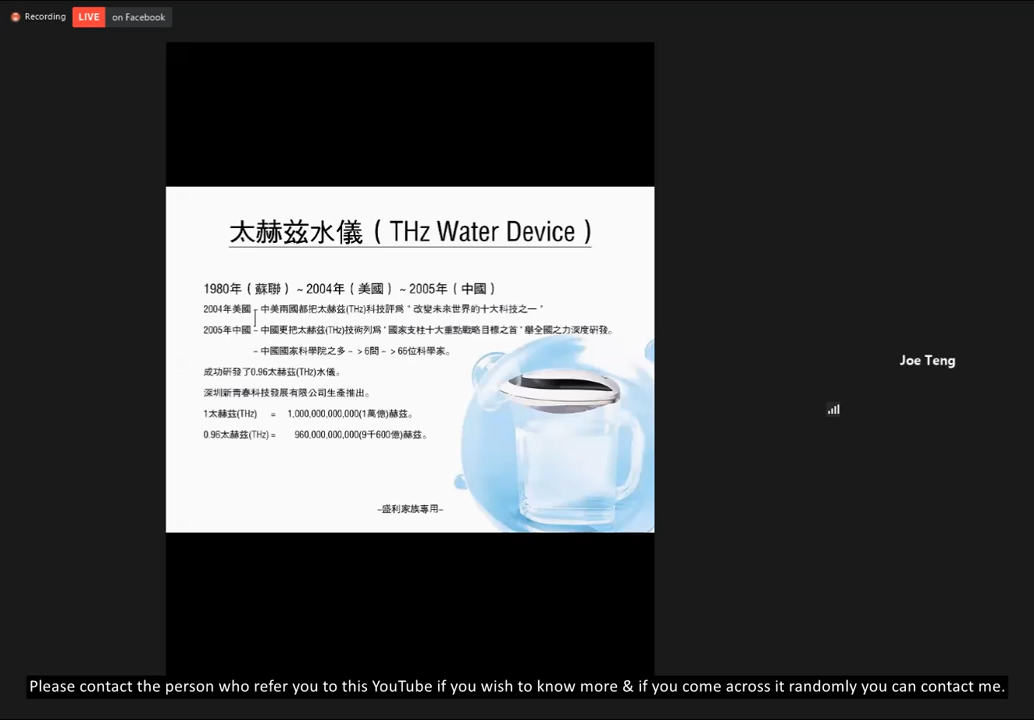 Recording LIVE on Facebook
太赫茲水儀 ( THz Water Device )
1980年 ( 蘇聯 ) ~ 2004年 ( 美國 ) ~ 2005年 ( 中國 )
2004年美國 - 中美兩國都把太赫茲(THz)科技評爲 " 改變未來世界的十大科技之一 "
2005年中國 - 中國更把太赫茲(THz)技術列爲 " 國家支柱十大重點戰略目標之首 " 舉全國之力深度研發。
- 中國國家科學院之多 - > 6間 - > 65位科學家。
成功研發了0.96太赫茲(THz)水儀。
深圳新青春科技發展有限公司生產推出。
1太赫茲(THz) = 1,000,000,000,000(1萬億)赫茲。
0.96太赫茲(THz) = 960,000,000,000(9千600億)赫茲。
~盛利家族專用~
Joe Teng
Please contact the person who refer you to this YouTube if you wish to know more & if you come across it randomly you can contact me.